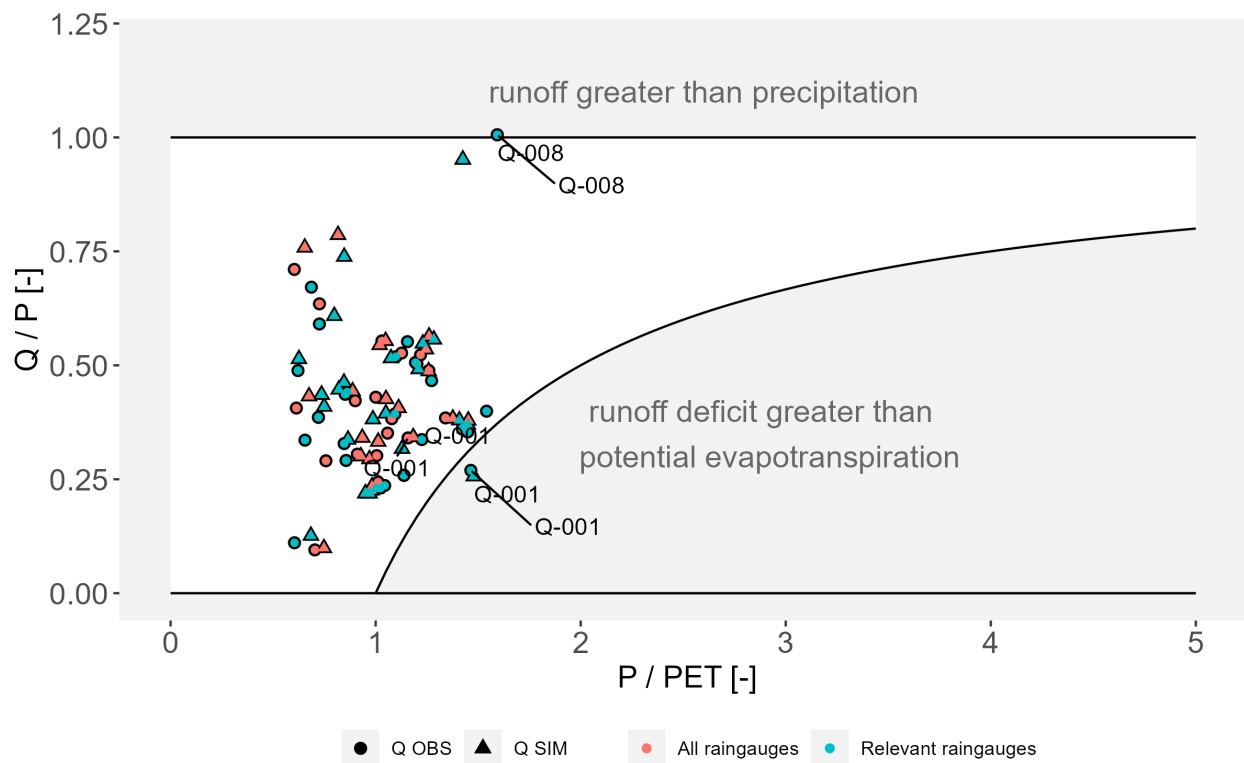 1.25
runoff greater than precipitation
1.00
Q-008
Q-008
0.75
Q / P [-]
0.50
runoff deficit greater than
Q-001
potential evapotranspiration
Q-001
0.25
Q-001
Q-001
0.00
0 1 2 3 4 5
P / PET [-]
Q OBS Q SIM All raingauges Relevant raingauges